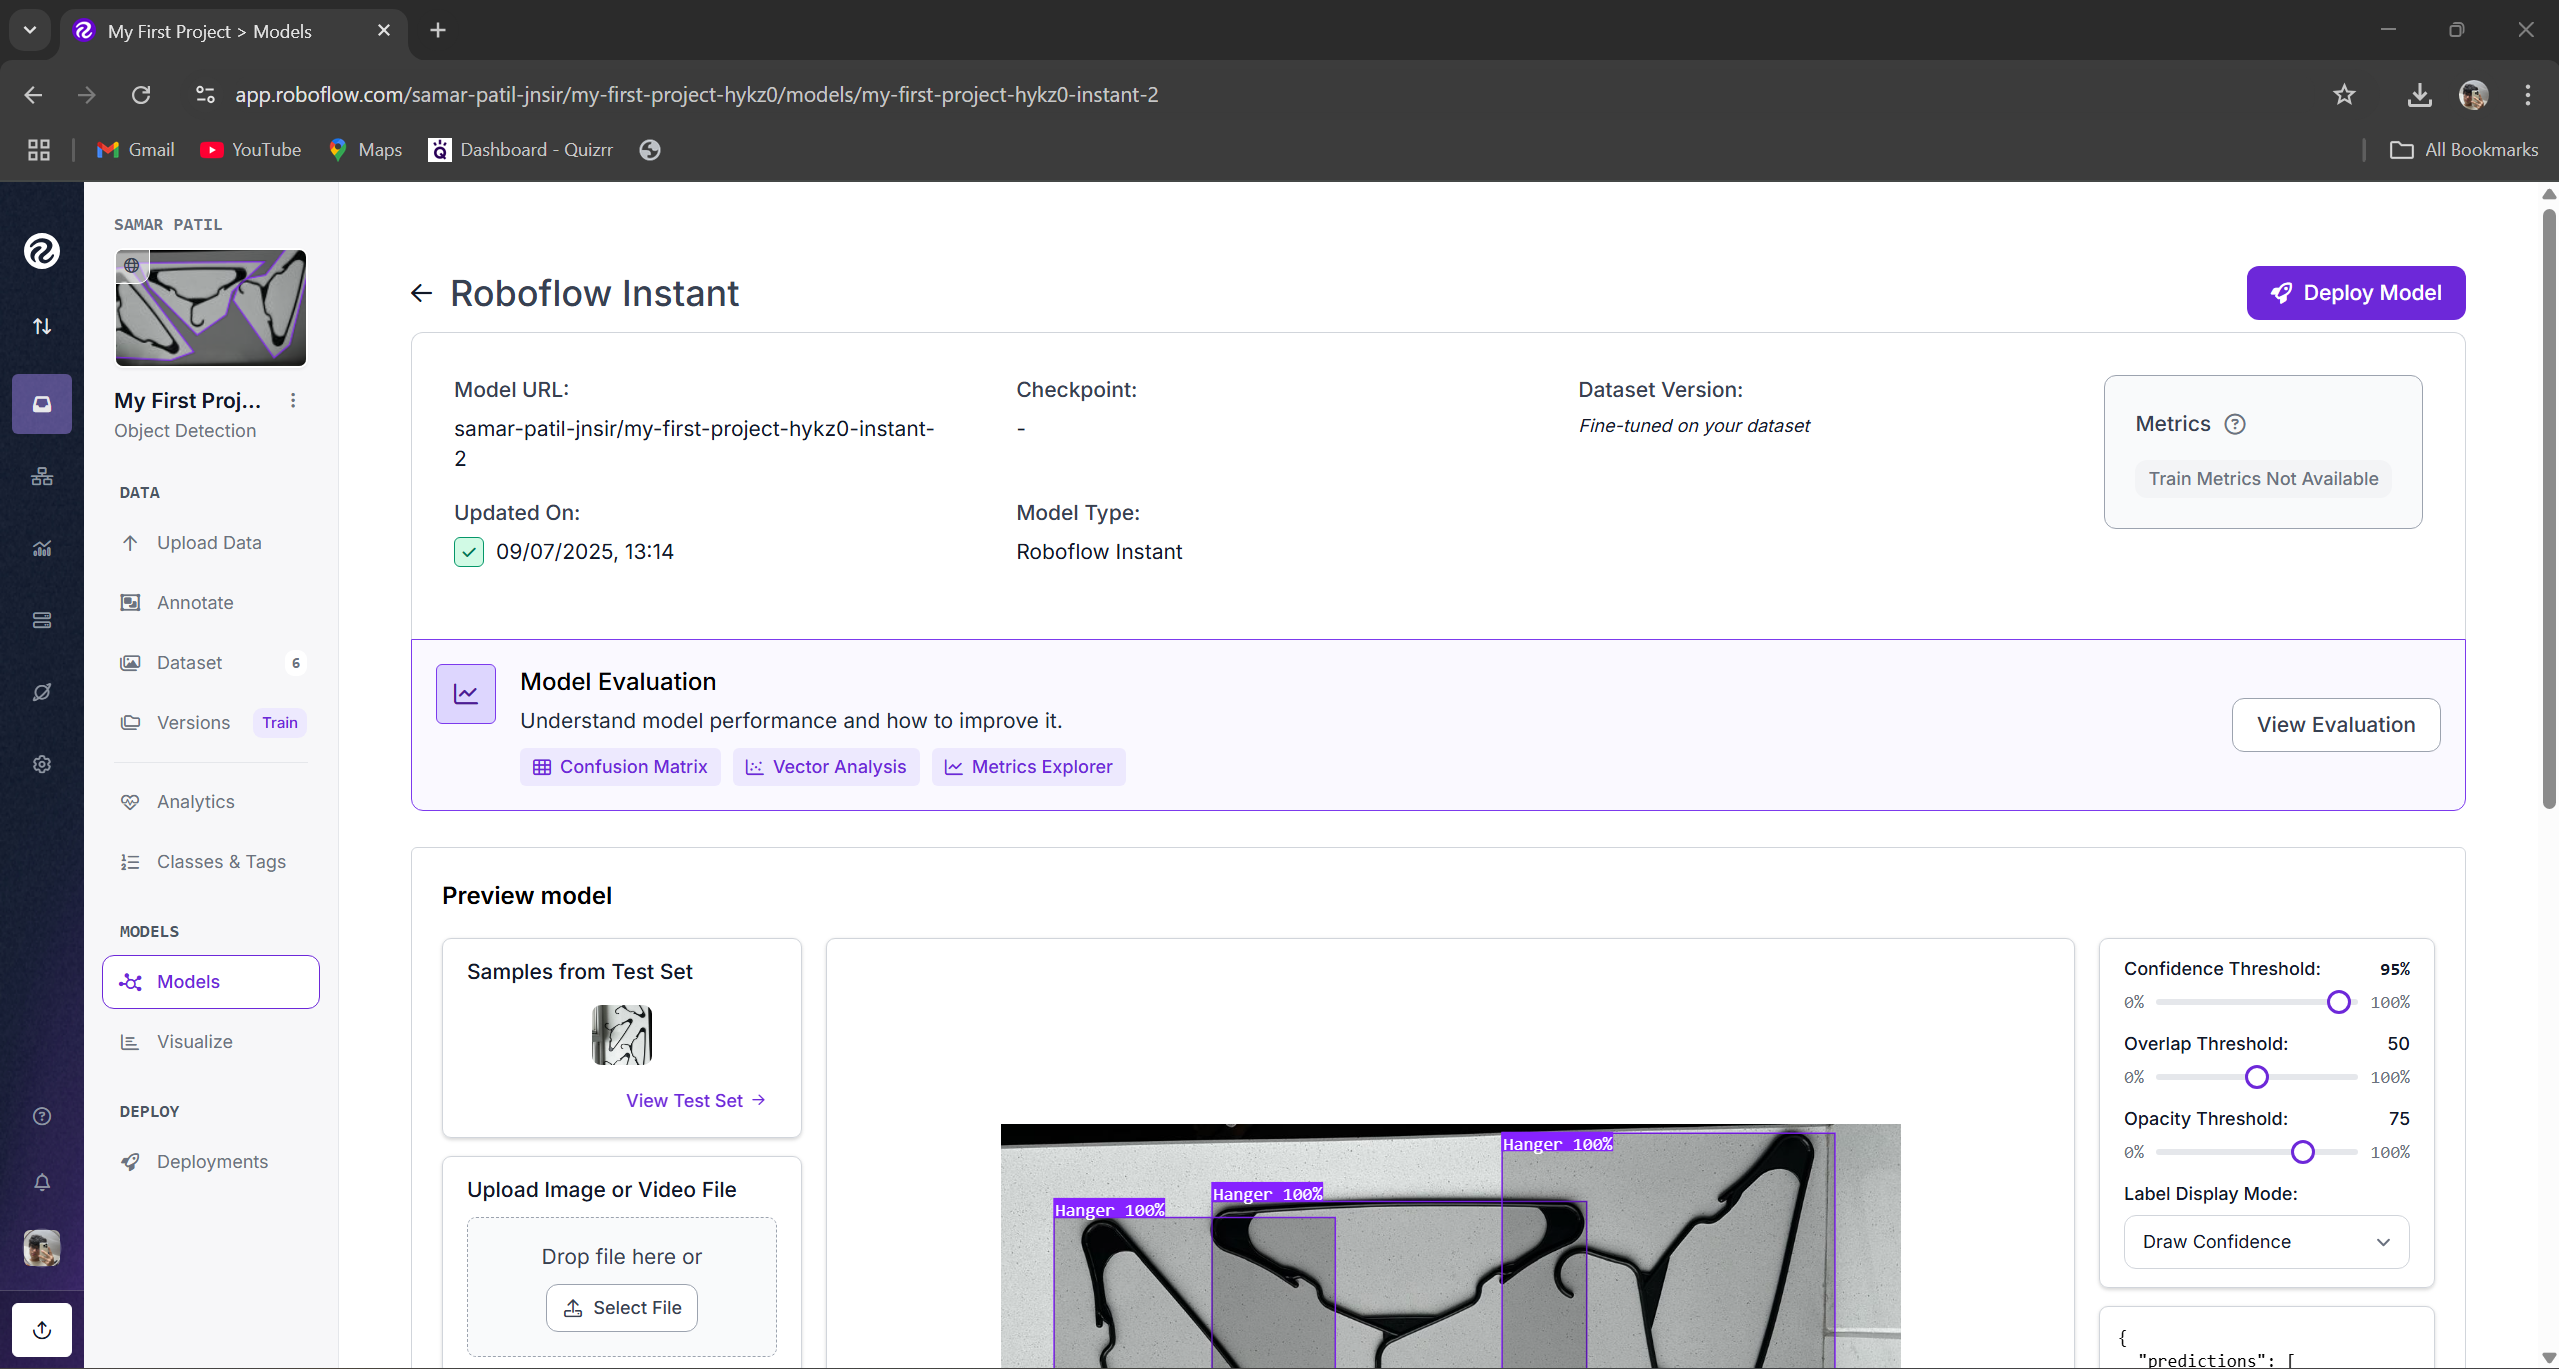 My First Project > Models
app.roboflow.com/samar-patil-jnsir/my-first-project-hykz0/models/my-first-project-hykz0-instant-2
Gmail
YouTube
Maps
Dashboard - Quizrr
All Bookmarks
SAMAR PATIL
My First Proj...
Object Detection
DATA
Upload Data
Annotate
Dataset
6
Versions
Train
Analytics
Classes & Tags
MODELS
Models
Visualize
DEPLOY
Deployments
Roboflow Instant
Deploy Model
Model URL:
samar-patil-jnsir/my-first-project-hykz0-instant-
2
Checkpoint:
-
Dataset Version:
Fine-tuned on your dataset
Updated On:
09/07/2025, 13:14
Model Type:
Roboflow Instant
Metrics
Train Metrics Not Available
Model Evaluation
Understand model performance and how to improve it.
Confusion Matrix
Vector Analysis
Metrics Explorer
View Evaluation
Preview model
Samples from Test Set
View Test Set →
Upload Image or Video File
Drop file here or
Select File
Hanger 100%
Hanger 100%
Hanger 100%
Confidence Threshold: 95%
0% 100%
Overlap Threshold: 50
0% 100%
Opacity Threshold: 75
0% 100%
Label Display Mode:
Draw Confidence
{
"predictions": [